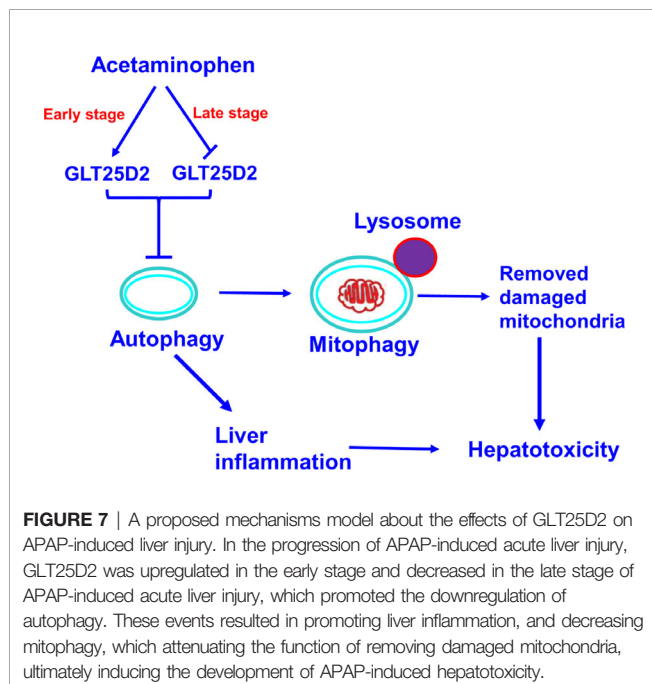 Acetaminophen
Early stage
Late stage
GLT25D2
GLT25D2
Lysosome
Autophagy
Mitophagy
Removed
damaged
mitochondria
Liver
inflammation
Hepatotoxicity
FIGURE 7 | A proposed mechanisms model about the effects of GLT25D2 on
APAP-induced liver injury. In the progression of APAP-induced acute liver injury,
GLT25D2 was upregulated in the early stage and decreased in the late stage of
APAP-induced acute liver injury, which promoted the downregulation of
autophagy. These events resulted in promoting liver inflammation, and decreasing
mitophagy, which attenuating the function of removing damaged mitochondria,
ultimately inducing the development of APAP-induced hepatotoxicity.